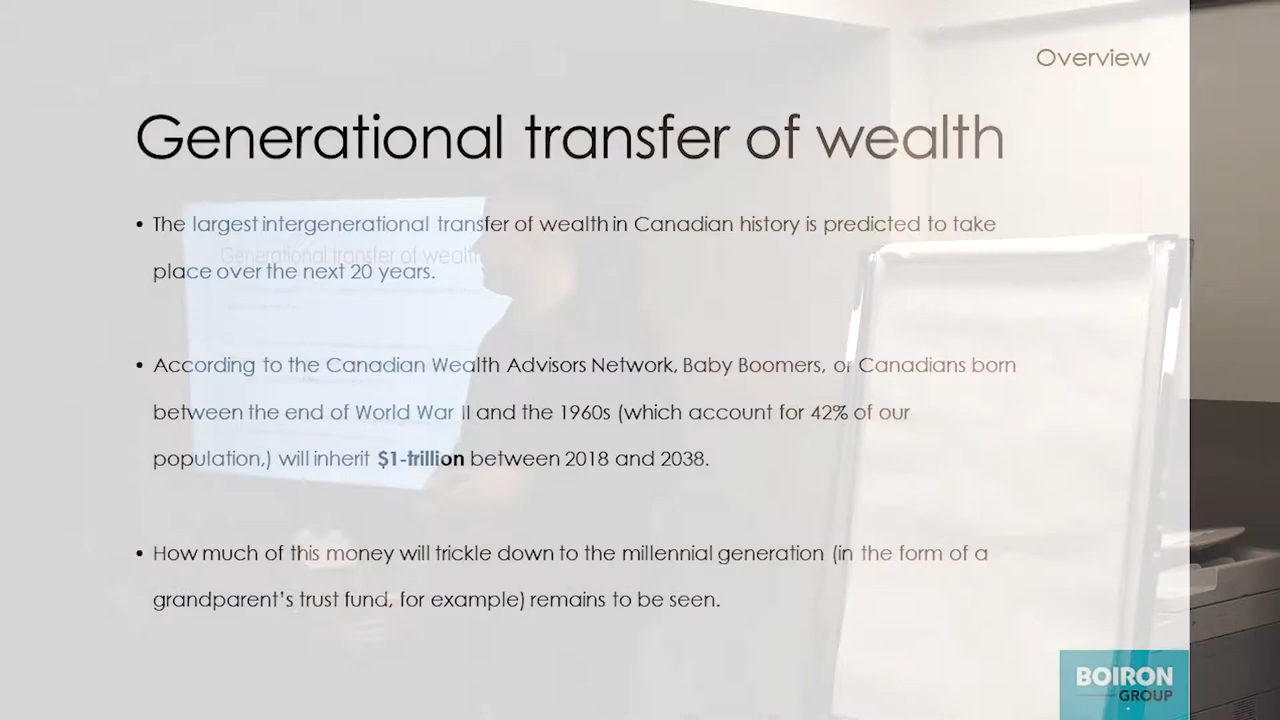 Overview
Generational transfer of wealth
• The largest intergenerational transfer of wealth in Canadian history is predicted to take
Generational transfer of wealth
place over the next 20 years.
• According to the Canadian Wealth Advisors Network, Baby Boomers, or Canadians born
between the end of World War II and the 1960s (which account for 42% of our
population,) will inherit $1-trillion between 2018 and 2038.
• How much of this money will trickle down to the millennial generation (in the form of a
grandparent's trust fund, for example) remains to be seen.
BOIRON
GROUP